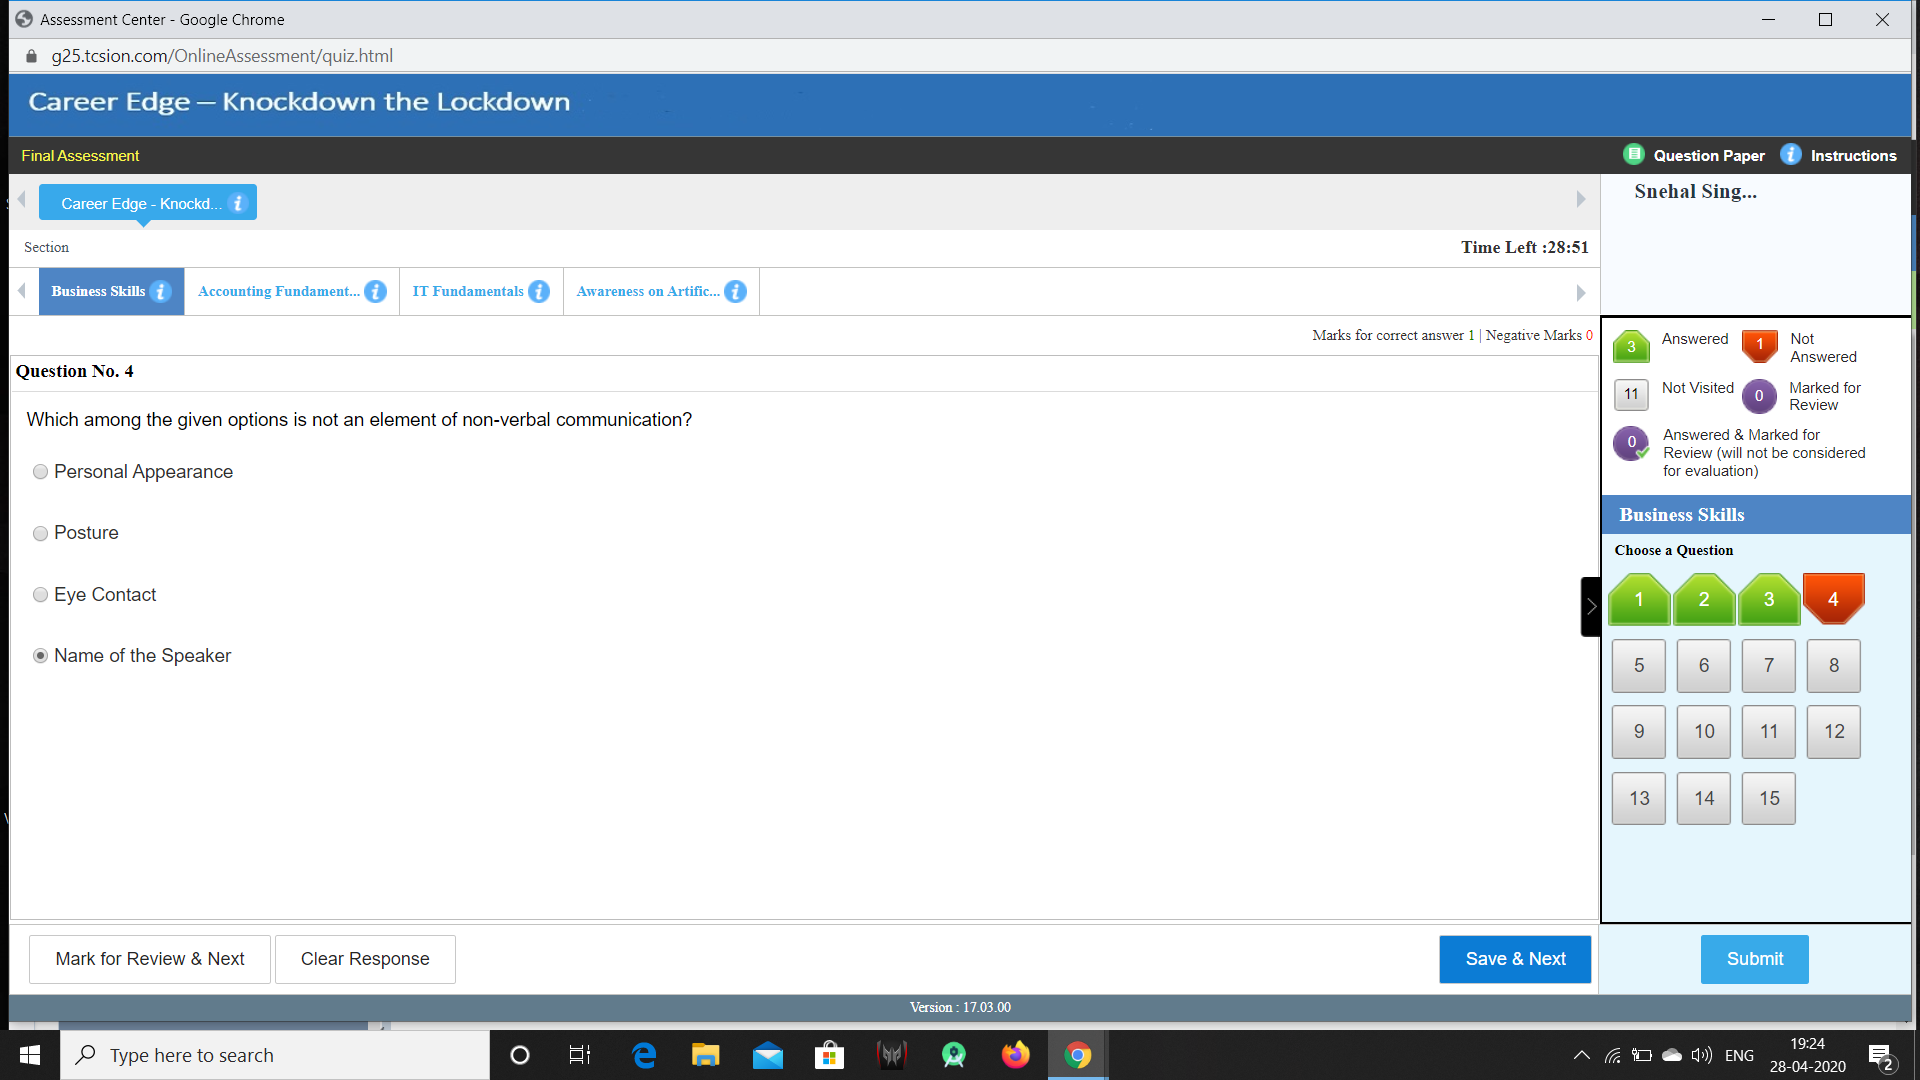 Assessment Center - Google Chrome
g25.tcsion.com/OnlineAssessment/quiz.html
Career Edge – Knockdown the Lockdown
Final Assessment
Question Paper
i Instructions
Career Edge - Knockd... i
Snehal Sing...
Section
Time Left :28:51
Business Skills i
Accounting Fundament... i
IT Fundamentals i
Awareness on Artific... i
Marks for correct answer 1 | Negative Marks 0
Question No. 4
Which among the given options is not an element of non-verbal communication?
Personal Appearance
Posture
Eye Contact
Name of the Speaker
3 Answered
1 Not
Answered
11 Not Visited
0 Marked for
Review
0 Answered & Marked for
Review (will not be considered
for evaluation)
Business Skills
Choose a Question
1 2 3 4
5 6 7 8
9 10 11 12
13 14 15
Mark for Review & Next
Clear Response
Save & Next
Submit
Version : 17.03.00
Type here to search
ENG
19:24
28-04-2020
2